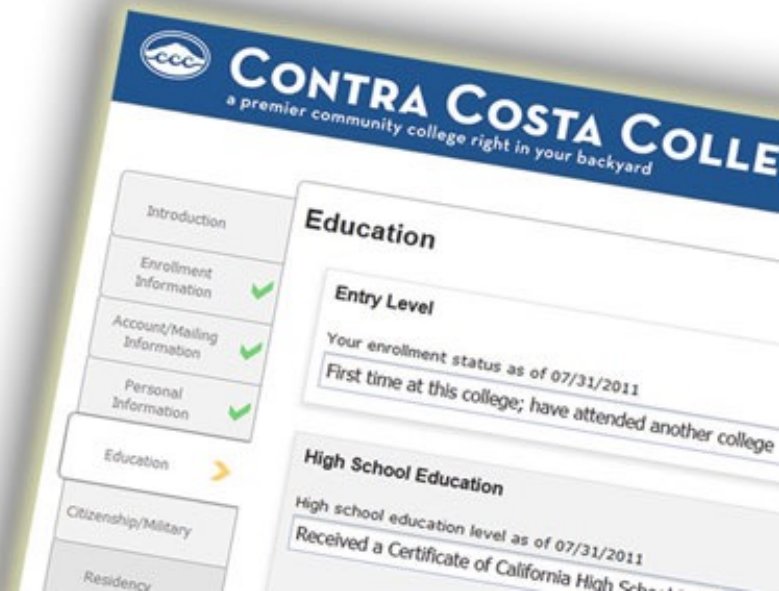 ccc
CONTRA COSTA COLLE
a premier community college right in your backyard
Introduction
Enrollment
Information
Account/Mailing
Information
Personal
Information
Education
Citizenship/Military
Residency
Education
Entry Level
Your enrollment status as of 07/31/2011
First time at this college; have attended another college
High School Education
High school education level as of 07/31/2011
Received a Certificate of California High